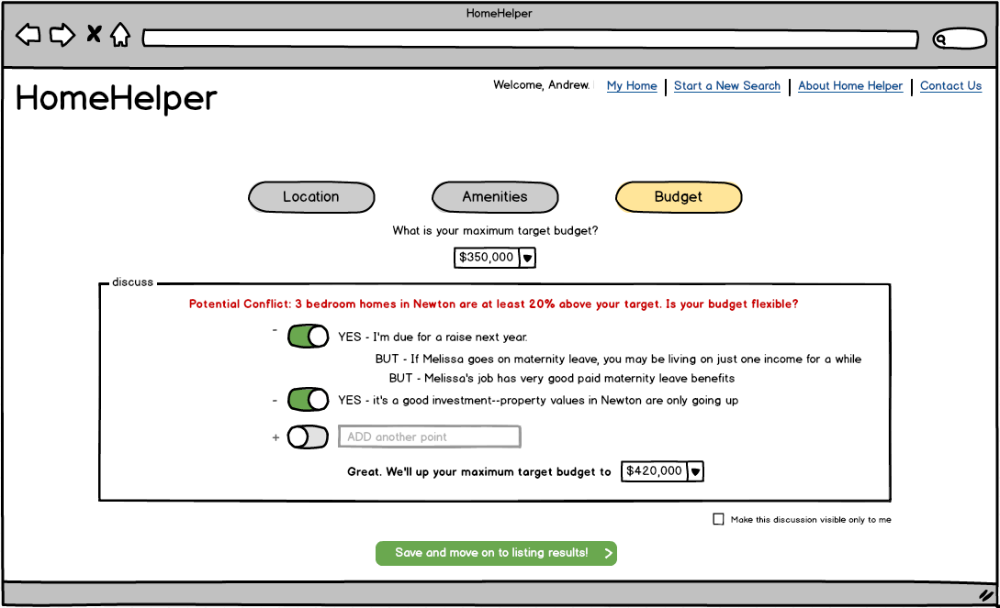 HomeHelper
HomeHelper
Welcome, Andrew. My Home Start a New Search About Home Helper Contact Us
Location Amenities Budget
What is your maximum target budget?
$350,000
discuss
Potential Conflict: 3 bedroom homes in Newton are at least 20% above your target. Is your budget flexible?
- YES - I'm due for a raise next year.
BUT - If Melissa goes on maternity leave, you may be living on just one income for a while
BUT - Melissa's job has very good paid maternity leave benefits
- YES - it's a good investment--property values in Newton are only going up
+ ADD another point
Great. We'll up your maximum target budget to $420,000
Make this discussion visible only to me
Save and move on to listing results!